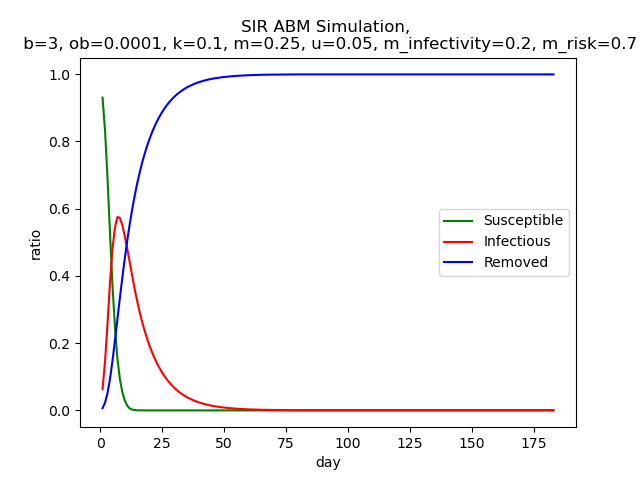 SIR ABM Simulation,
b=3, ob=0.0001, k=0.1, m=0.25, u=0.05, m_infectivity=0.2, m_risk=0.7
1.0
0.8
0.6
0.4
0.2
0.0
ratio
Susceptible
Infectious
Removed
0 25 50 75 100 125 150 175
day